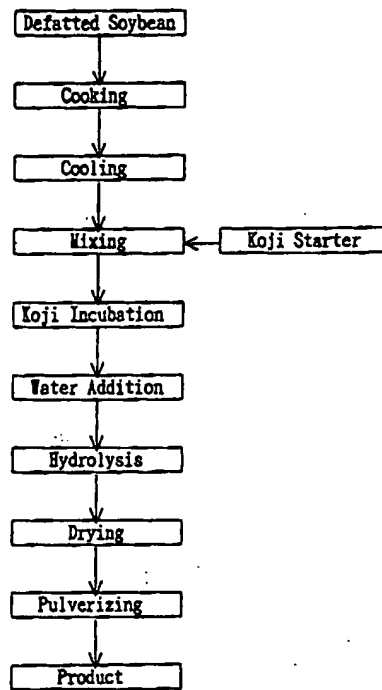 Defatted Soybean
Cooking
Cooling
Mixing
Koji Starter
Koji Incubation
Water Addition
Hydrolysis
Drying
Pulverizing
Product